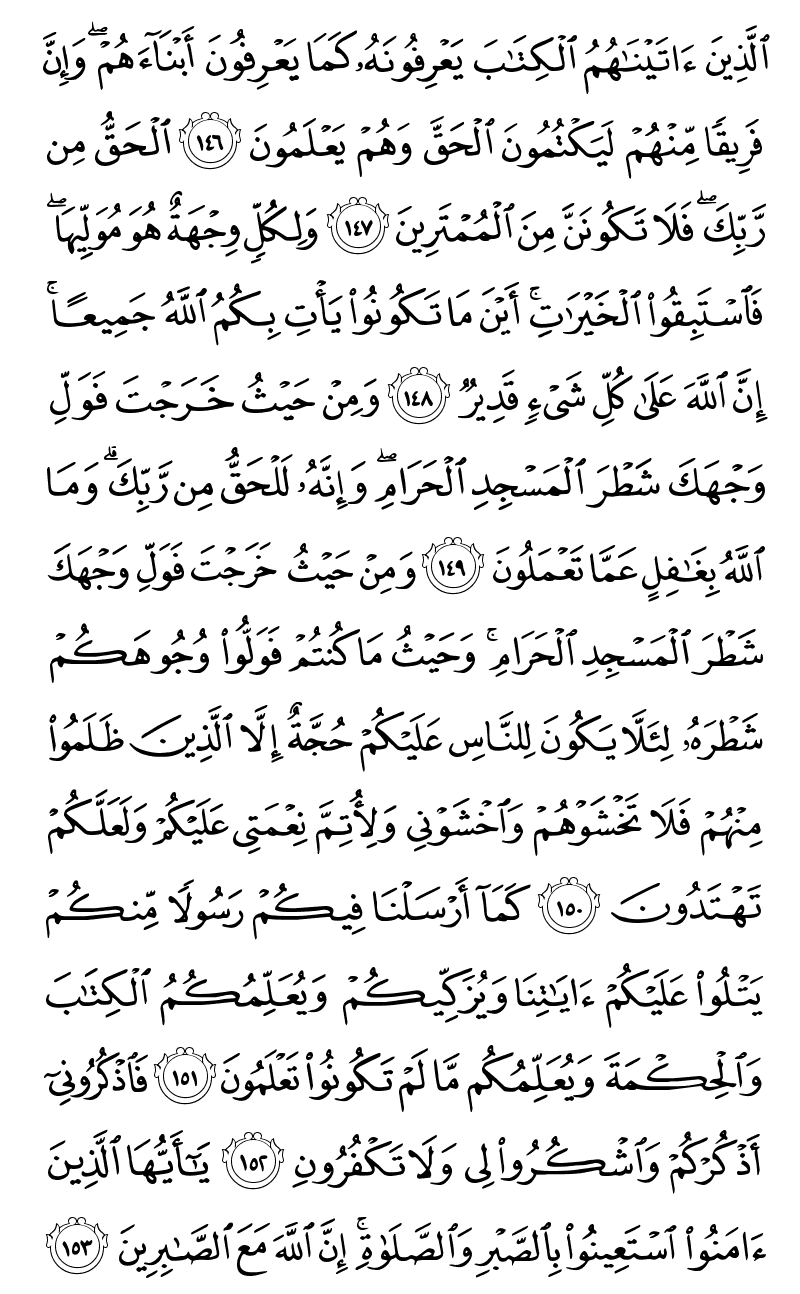 ٱلَّذِينَ ءَاتَيۡنَٰهُمُ ٱلۡكِتَٰبَ يَعۡرِفُونَهُۥ كَمَا يَعۡرِفُونَ أَبۡنَآءَهُمۡۖ وَإِنَّ
فَرِيقٗا مِّنۡهُمۡ لَيَكۡتُمُونَ ٱلۡحَقَّ وَهُمۡ يَعۡلَمُونَ ١٤٦ ٱلۡحَقُّ مِن
رَّبِّكَۖ فَلَا تَكُونَنَّ مِنَ ٱلۡمُمۡتَرِينَ ١٤٧ وَلِكُلّٖ وِجۡهَةٌ هُوَ مُوَلِّيهَاۖ
فَٱسۡتَبِقُواْ ٱلۡخَيۡرَٰتِۚ أَيۡنَ مَا تَكُونُواْ يَأۡتِ بِكُمُ ٱللَّهُ جَمِيعًاۚ
إِنَّ ٱللَّهَ عَلَىٰ كُلِّ شَيۡءٖ قَدِيرٞ ١٤٨ وَمِنۡ حَيۡثُ خَرَجۡتَ فَوَلِّ
وَجۡهَكَ شَطۡرَ ٱلۡمَسۡجِدِ ٱلۡحَرَامِۖ وَإِنَّهُۥ لَلۡحَقُّ مِن رَّبِّكَۗ وَمَا
ٱللَّهُ بِغَٰفِلٍ عَمَّا تَعۡمَلُونَ ١٤٩ وَمِنۡ حَيۡثُ خَرَجۡتَ فَوَلِّ وَجۡهَكَ
شَطۡرَ ٱلۡمَسۡجِدِ ٱلۡحَرَامِۚ وَحَيۡثُ مَا كُنتُمۡ فَوَلُّواْ وُجُوهَكُمۡ
شَطۡرَهُۥ لِئَلَّا يَكُونَ لِلنَّاسِ عَلَيۡكُمۡ حُجَّةٌ إِلَّا ٱلَّذِينَ ظَلَمُواْ
مِنۡهُمۡ فَلَا تَخۡشَوۡهُمۡ وَٱخۡشَوۡنِي وَلِأُتِمَّ نِعۡمَتِي عَلَيۡكُمۡ وَلَعَلَّكُمۡ
تَهۡتَدُونَ ١٥٠ كَمَآ أَرۡسَلۡنَا فِيكُمۡ رَسُولٗا مِّنكُمۡ
يَتۡلُواْ عَلَيۡكُمۡ ءَايَٰتِنَا وَيُزَكِّيكُمۡ وَيُعَلِّمُكُمُ ٱلۡكِتَٰبَ
وَٱلۡحِكۡمَةَ وَيُعَلِّمُكُم مَّا لَمۡ تَكُونُواْ تَعۡلَمُونَ ١٥١ فَٱذۡكُرُونِيٓ
أَذۡكُرۡكُمۡ وَٱشۡكُرُواْ لِي وَلَا تَكۡفُرُونِ ١٥٢ يَٰٓأَيُّهَا ٱلَّذِينَ
ءَامَنُواْ ٱسۡتَعِينُواْ بِٱلصَّبۡرِ وَٱلصَّلَوٰةِۚ إِنَّ ٱللَّهَ مَعَ ٱلصَّٰبِرِينَ ١٥٣